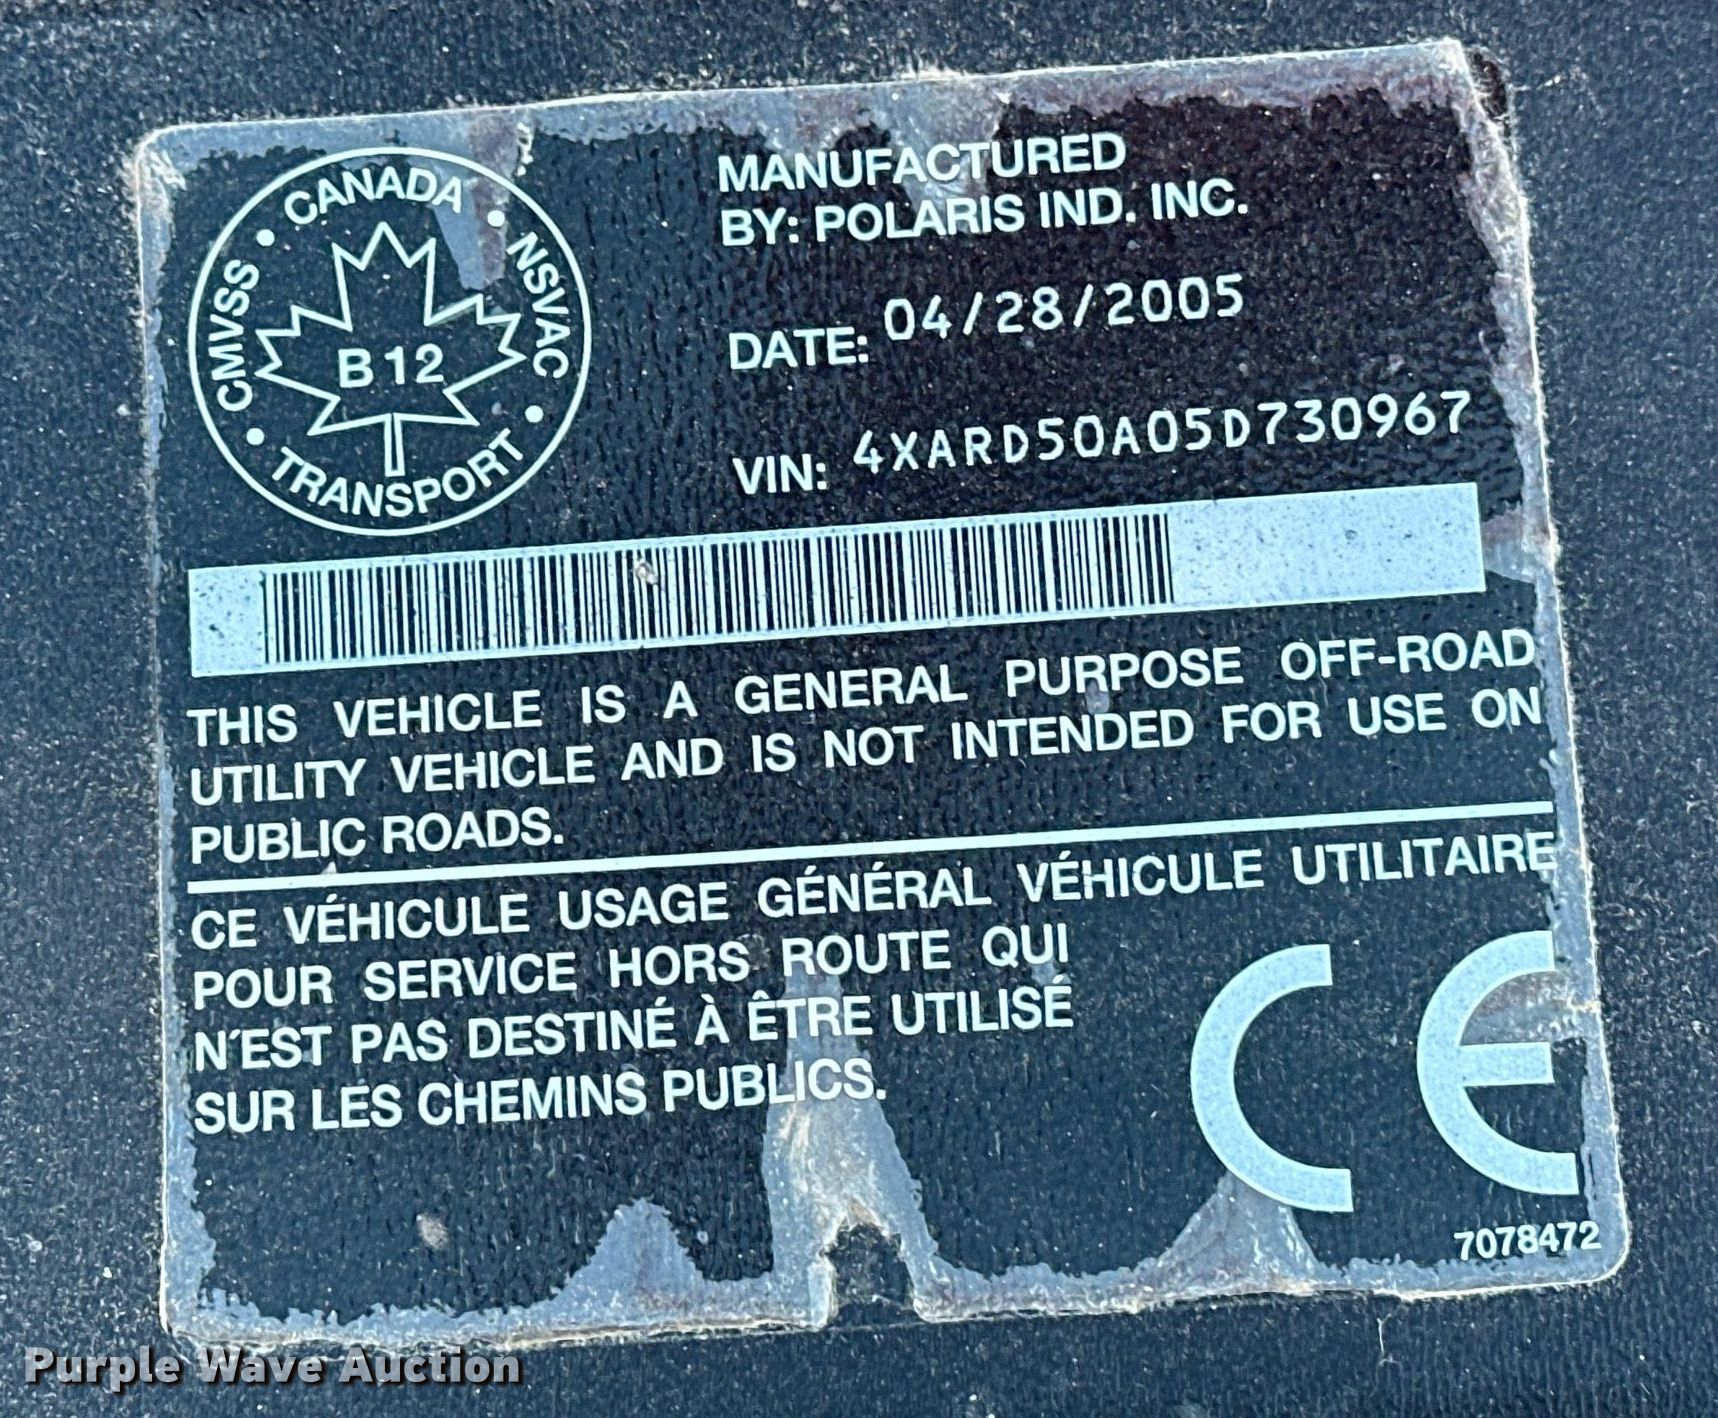 CANADA • NSVAC • TRANSPORT • CMVSS •
B 12
MANUFACTURED
BY: POLARIS IND. INC.
DATE: 04/28/2005
VIN: 4XARD50A05D730967
THIS VEHICLE IS A GENERAL PURPOSE OFF-ROAD
UTILITY VEHICLE AND IS NOT INTENDED FOR USE ON
PUBLIC ROADS.
CE VÉHICULE USAGE GÉNÉRAL VÉHICULE UTILITAIRE
POUR SERVICE HORS ROUTE QUI
N'EST PAS DESTINÉ À ÊTRE UTILISÉ
SUR LES CHEMINS PUBLICS.
CE
7078472
Purple Wave Auction